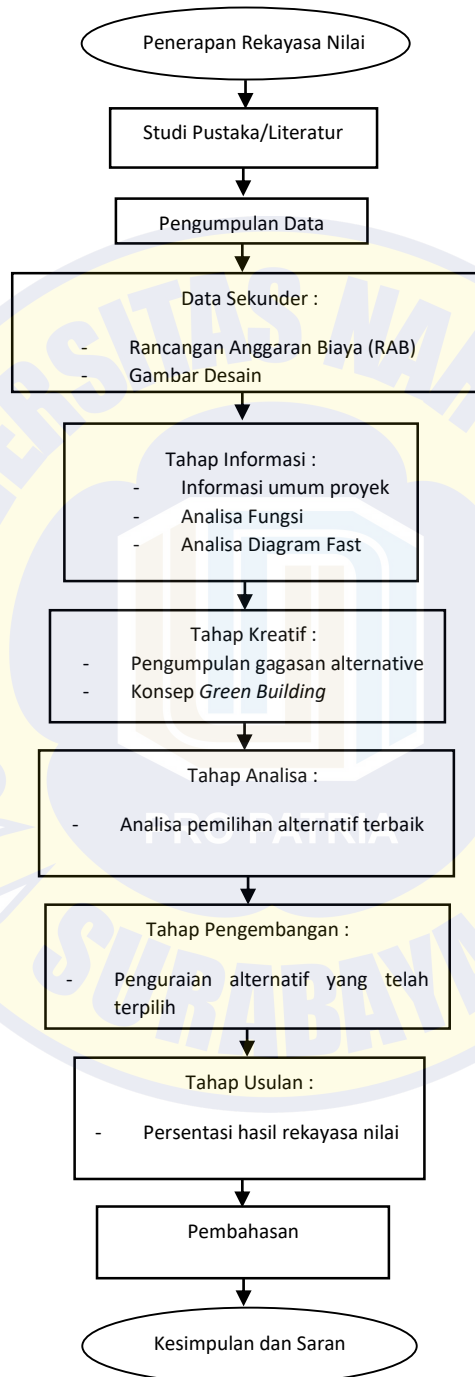 Penerapan Rekayasa Nilai
Studi Pustaka/Literatur
Pengumpulan Data
Data Sekunder :
- Rancangan Anggaran Biaya (RAB)
- Gambar Desain
Tahap Informasi :
- Informasi umum proyek
- Analisa Fungsi
- Analisa Diagram Fast
Tahap Kreatif :
- Pengumpulan gagasan alternative
- Konsep Green Building
Tahap Analisa :
- Analisa pemilihan alternatif terbaik
PRO PATRIA
Tahap Pengembangan :
- Penguraian alternatif yang telah
terpilih
SURABAYA
Tahap Usulan :
- Persentasi hasil rekayasa nilai
Pembahasan
Kesimpulan dan Saran